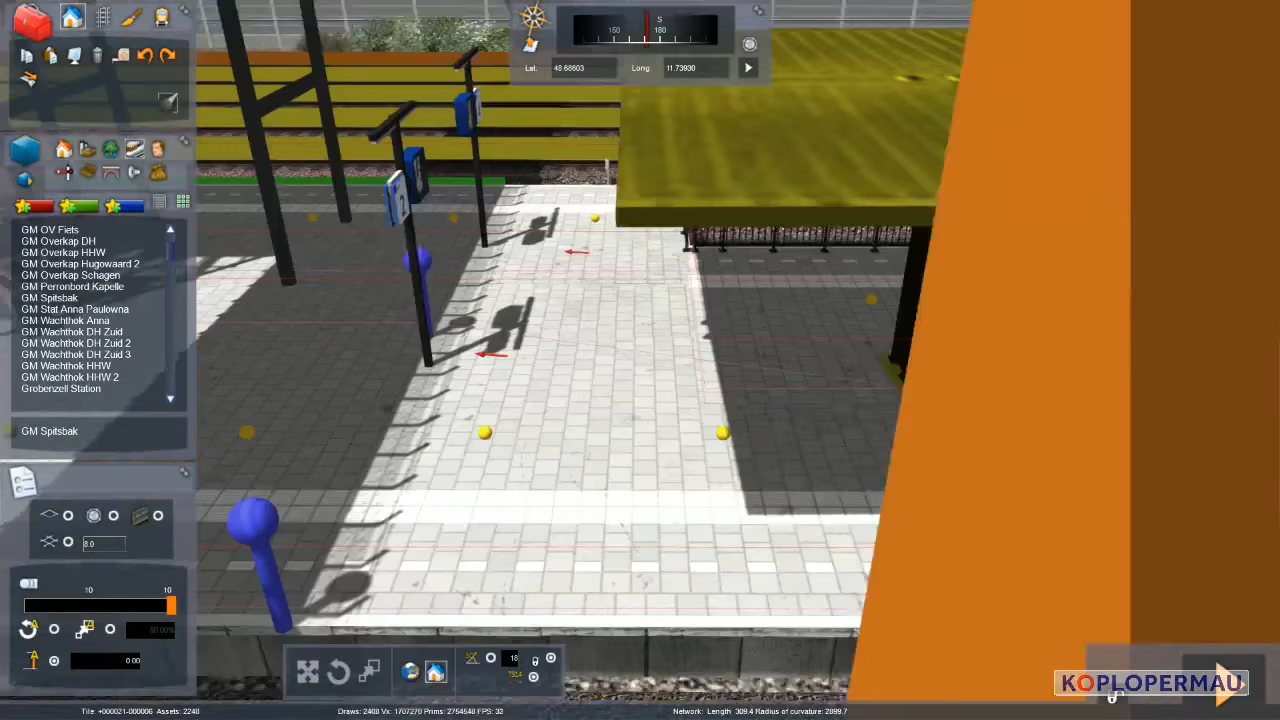 S
150
180
Lat:
48.68603
Long:
11.73930
GM OV Fiets
GM Overkap DH
GM Overkap HHW
GM Overkap Hugowaard 2
GM Overkap Schagen
GM Perronbord Kapelle
GM Spitsbak
GM Stat Anna Paulowna
GM Wachthok Anna
GM Wachthok DH Zuid
GM Wachthok DH Zuid 2
GM Wachthok DH Zuid 3
GM Wachthok HHW
GM Wachthok HHW 2
Grobenzell Station
GM Spitsbak
2
8.0
10
10
50.00%
0.00
18
KOPLOPERMAU
Tile: +000021-000006 Assets: 2248
Draws: 2408 Vx: 1707270 Prims: 2754548 FPS: 32
Network: Length 309.4 Radius of curvature: 2899.7